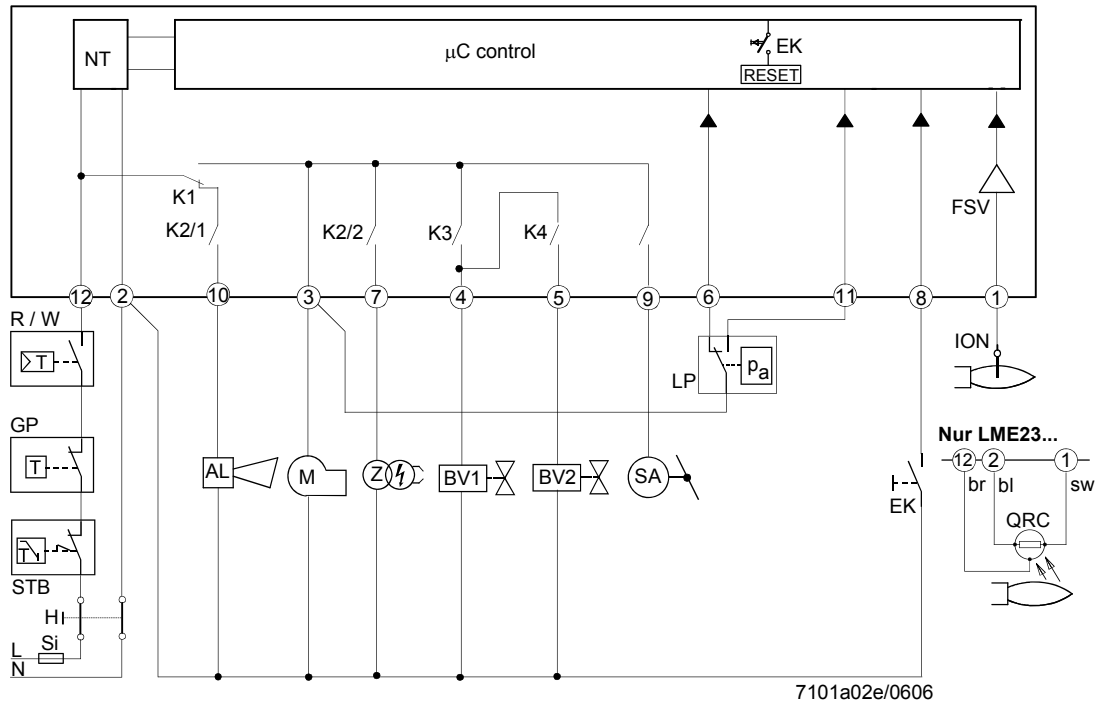 NT
μC control
EK
RESET
FSV
K1
K2/1
K2/2
K3
K4
12
2
10
3
7
4
5
9
6
11
8
1
R / W
T
LP
pa
ION
GP
T
Nur LME23...
12
2
1
br
bl
sw
AL
M
Z
BV1
BV2
SA
EK
QRC
T
STB
H
L
Si
N
7101a02e/0606